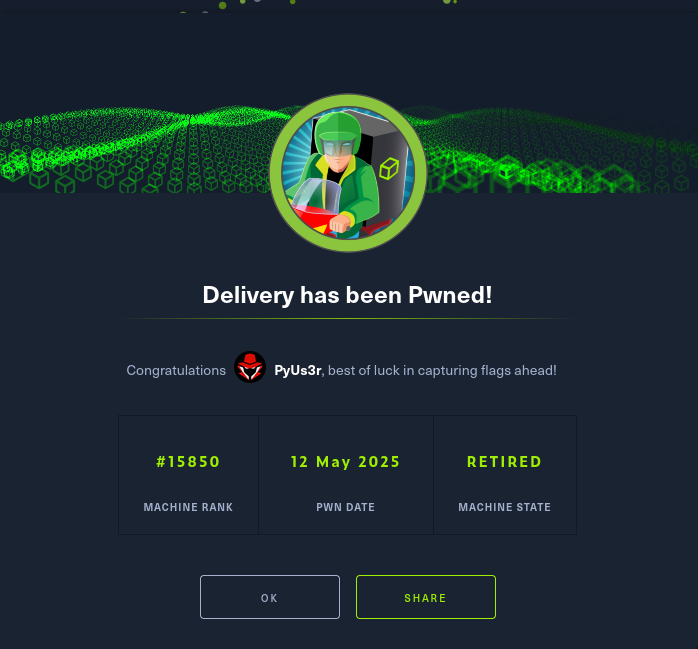 Delivery has been Pwned!
Congratulations PyUs3r, best of luck in capturing flags ahead!
#15850 12 May 2025 RETIRED
MACHINE RANK PWN DATE MACHINE STATE
OK SHARE